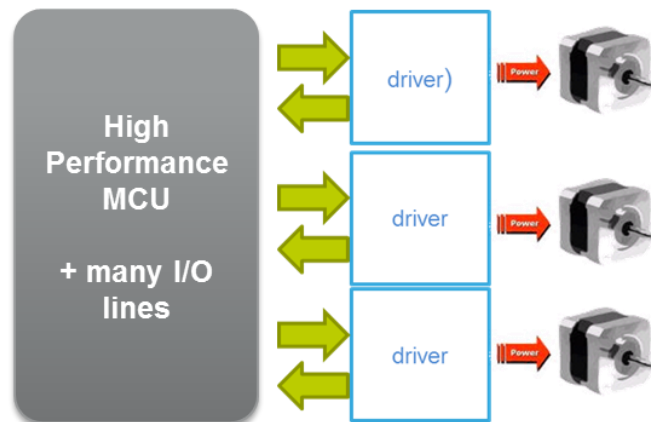 High
Performance
MCU
+ many I/O
lines
driver)
Power
driver
Power
driver
Power